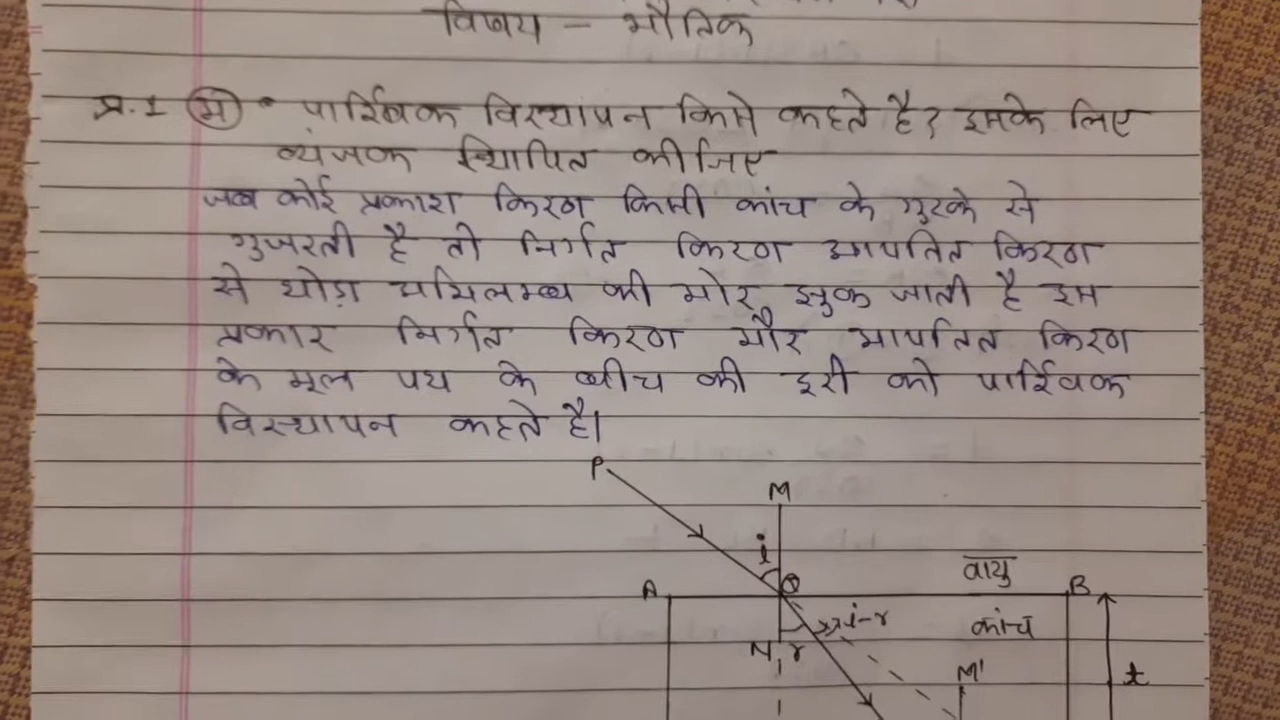 विषय – भौतिक
प्र.1 (अ) • पार्श्विक विस्थापन किसे कहते है? इसके लिए
व्यंजक स्थापित कीजिए
जब कोई प्रकाश किरण किसी कांच के गुटके से
गुजरती है तो निर्गत किरण आपतित किरण
से थोड़ा अभिलम्ब की ओर झुक जाती है इस
प्रकार निर्गत किरण और आपतित किरण
के मूल पथ के बीच की दूरी को पार्श्विक
विस्थापन कहते है।
P
M
i
वायु
A
Q
B
i-r
कांच
N
r
M'
t